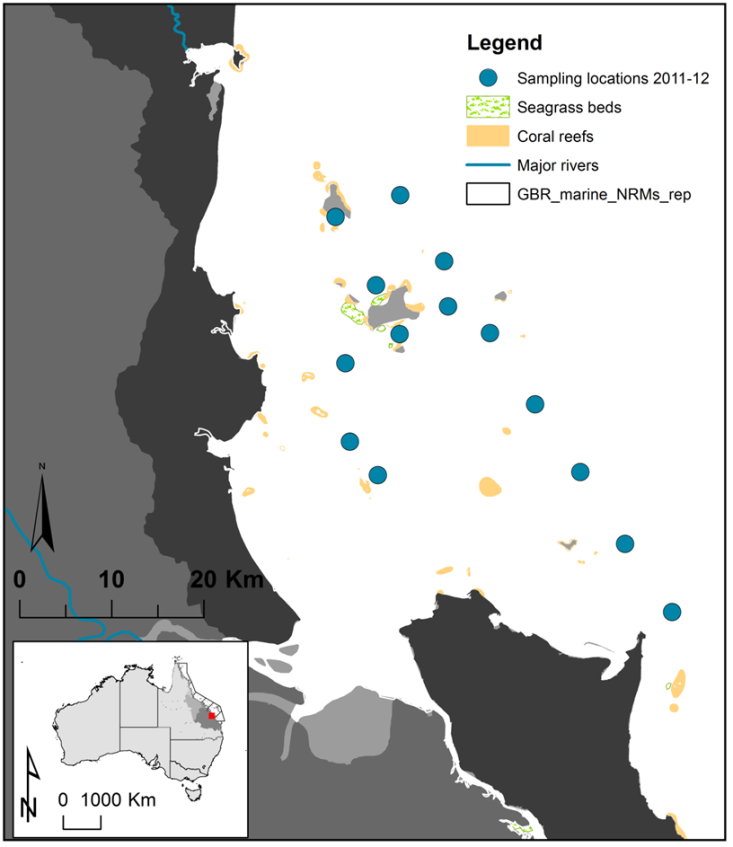 Legend
Sampling locations 2011-12
Seagrass beds
Coral reefs
Major rivers
GBR_marine_NRMs_rep
N
0 10 20 Km
N
0 1000 Km